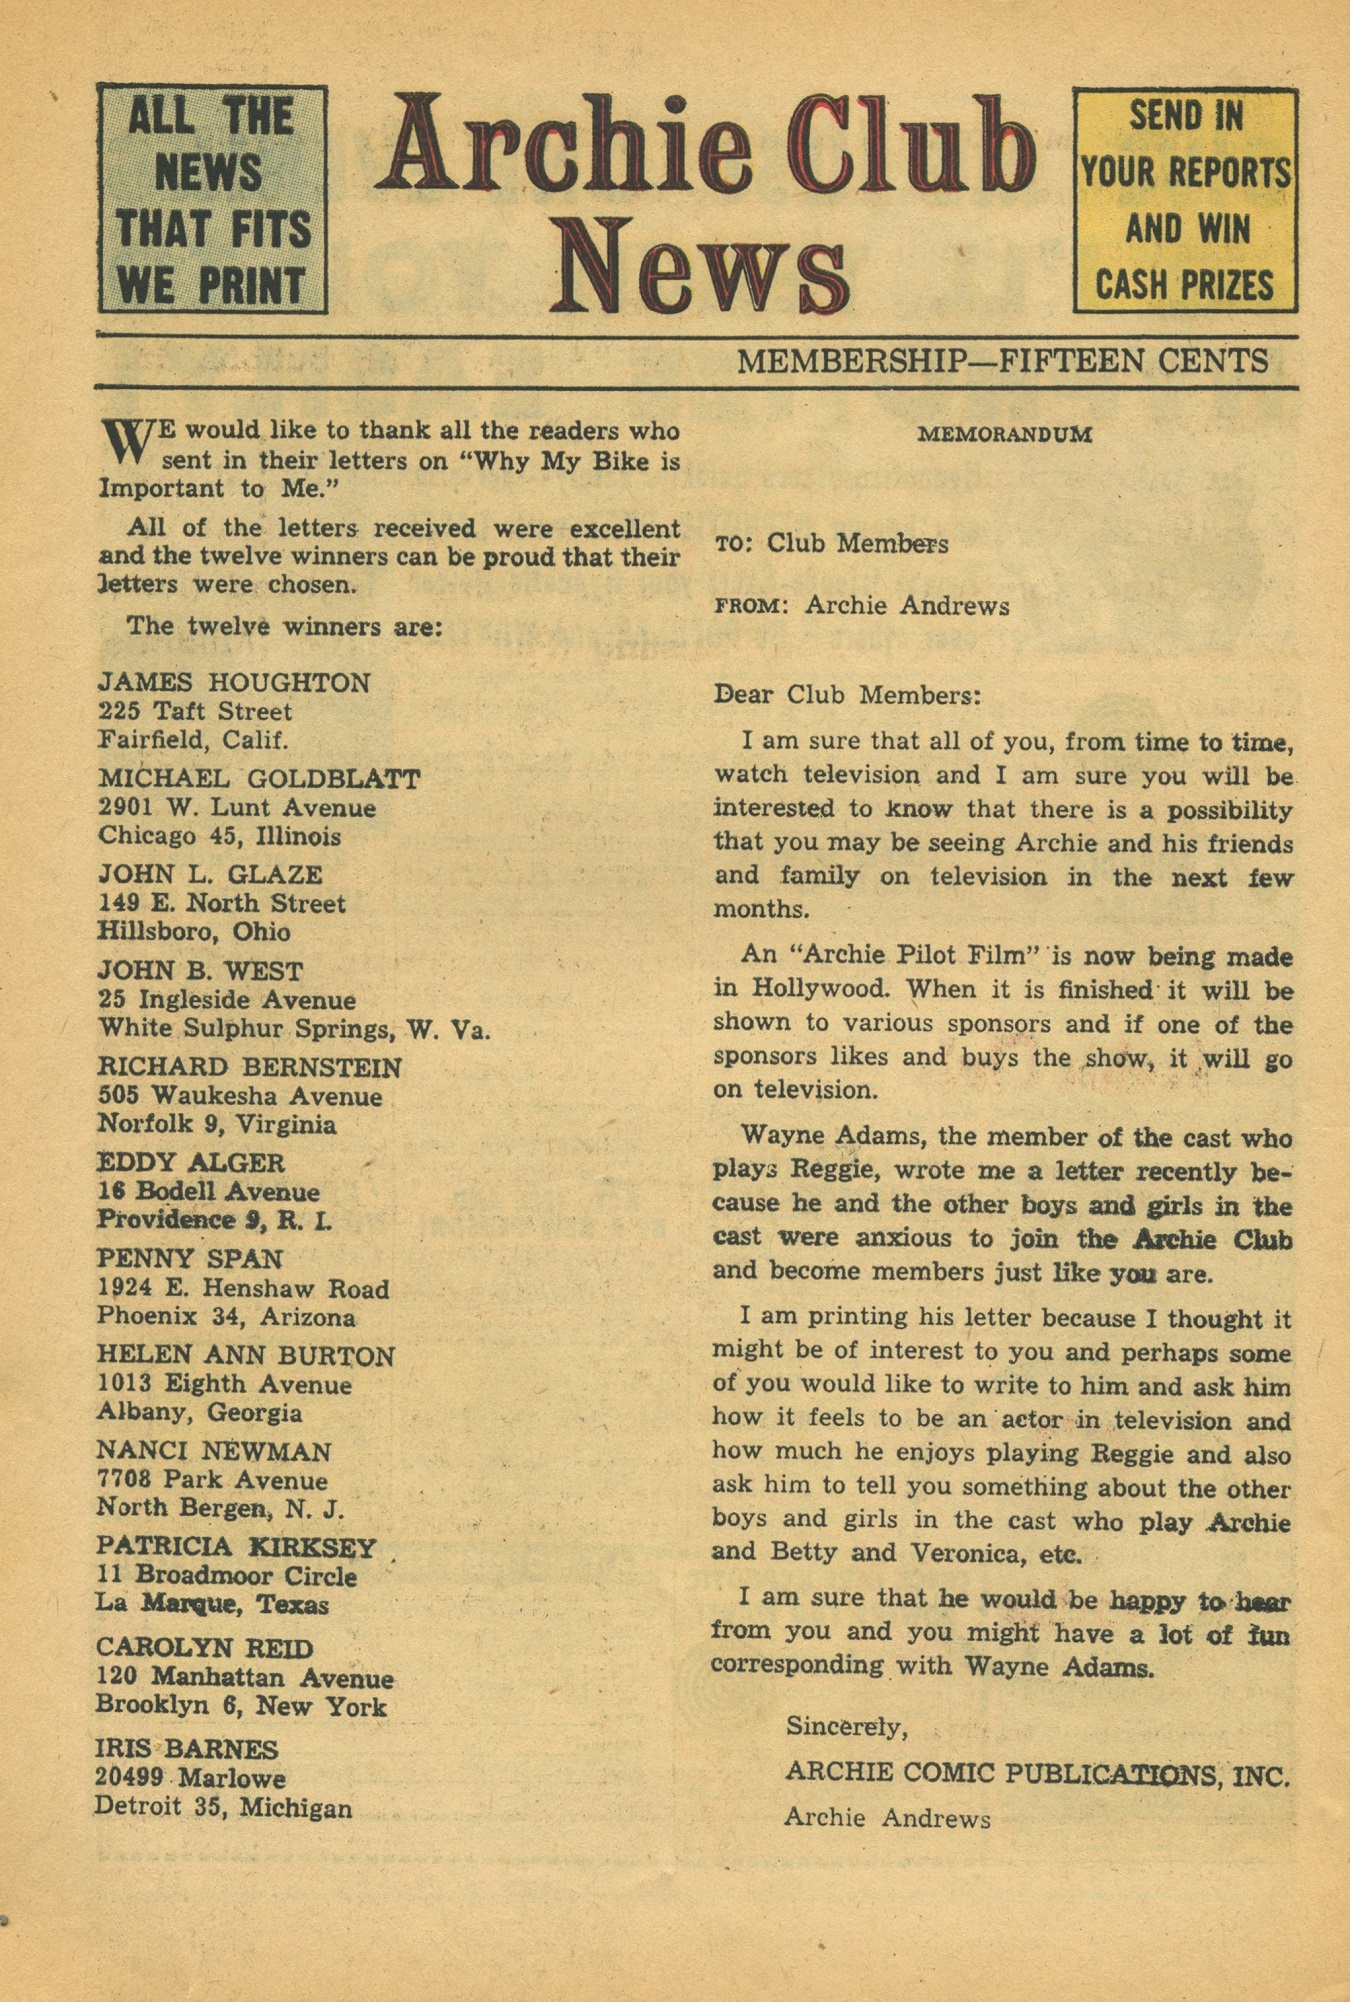 ALL THE
NEWS
THAT FITS
WE PRINT
Archie Club
News
SEND IN
YOUR REPORTS
AND WIN
CASH PRIZES
MEMBERSHIP—FIFTEEN CENTS
WE would like to thank all the readers who
sent in their letters on “Why My Bike is
Important to Me.”
All of the letters received were excellent
and the twelve winners can be proud that their
letters were chosen.
The twelve winners are:
JAMES HOUGHTON
225 Taft Street
Fairfield, Calif.
MICHAEL GOLDBLATT
2901 W. Lunt Avenue
Chicago 45, Illinois
JOHN L. GLAZE
149 E. North Street
Hillsboro, Ohio
JOHN B. WEST
25 Ingleside Avenue
White Sulphur Springs, W. Va.
RICHARD BERNSTEIN
505 Waukesha Avenue
Norfolk 9, Virginia
EDDY ALGER
16 Bodell Avenue
Providence 9, R. I.
PENNY SPAN
1924 E. Henshaw Road
Phoenix 34, Arizona
HELEN ANN BURTON
1013 Eighth Avenue
Albany, Georgia
NANCI NEWMAN
7708 Park Avenue
North Bergen, N. J.
PATRICIA KIRKSEY
11 Broadmoor Circle
La Marque, Texas
CAROLYN REID
120 Manhattan Avenue
Brooklyn 6, New York
IRIS BARNES
20499 Marlowe
Detroit 35, Michigan
MEMORANDUM
TO: Club Members
FROM: Archie Andrews
Dear Club Members:
I am sure that all of you, from time to time,
watch television and I am sure you will be
interested to know that there is a possibility
that you may be seeing Archie and his friends
and family on television in the next few
months.
An “Archie Pilot Film” is now being made
in Hollywood. When it is finished it will be
shown to various sponsors and if one of the
sponsors likes and buys the show, it will go
on television.
Wayne Adams, the member of the cast who
plays Reggie, wrote me a letter recently be-
cause he and the other boys and girls in the
cast were anxious to join the Archie Club
and become members just like you are.
I am printing his letter because I thought it
might be of interest to you and perhaps some
of you would like to write to him and ask him
how it feels to be an actor in television and
how much he enjoys playing Reggie and also
ask him to tell you something about the other
boys and girls in the cast who play Archie
and Betty and Veronica, etc.
I am sure that he would be happy to hear
from you and you might have a lot of fun
corresponding with Wayne Adams.
Sincerely,
ARCHIE COMIC PUBLICATIONS, INC.
Archie Andrews